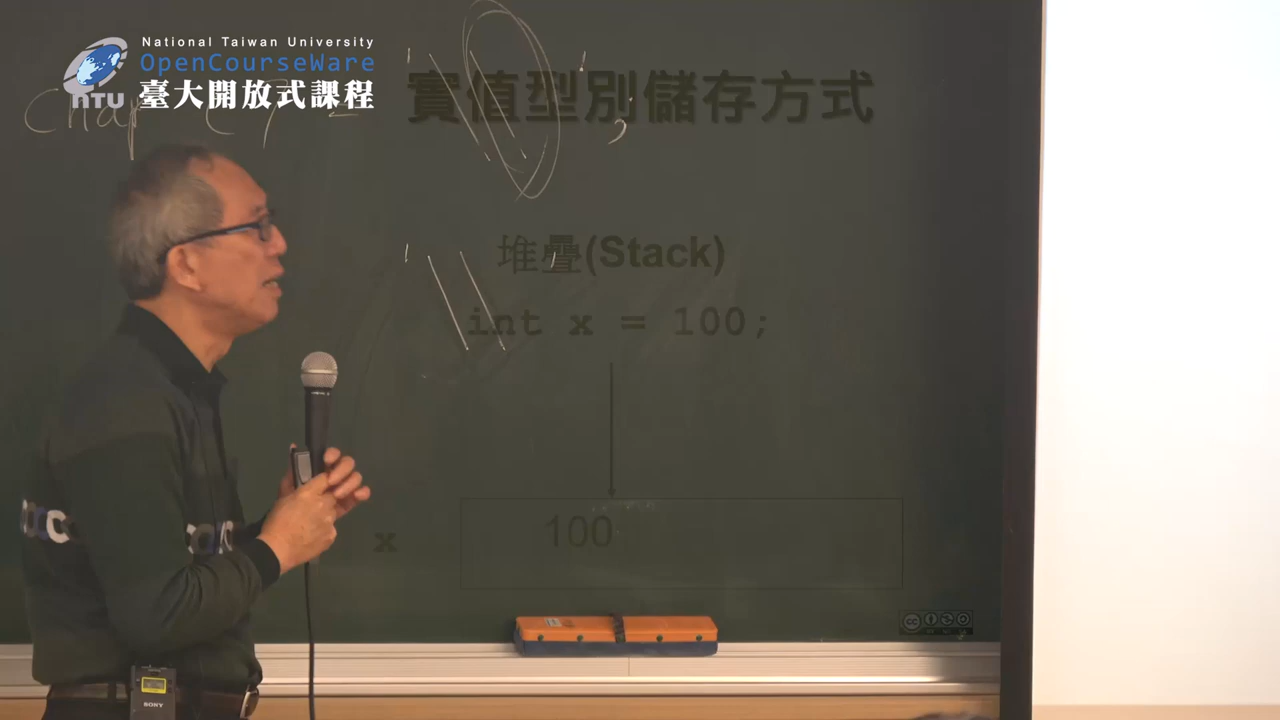 National Taiwan University
OpenCourseWare
NTU 臺大開放式課程
實值型別儲存方式
堆疊(Stack)
int x = 100;
x 100
SONY